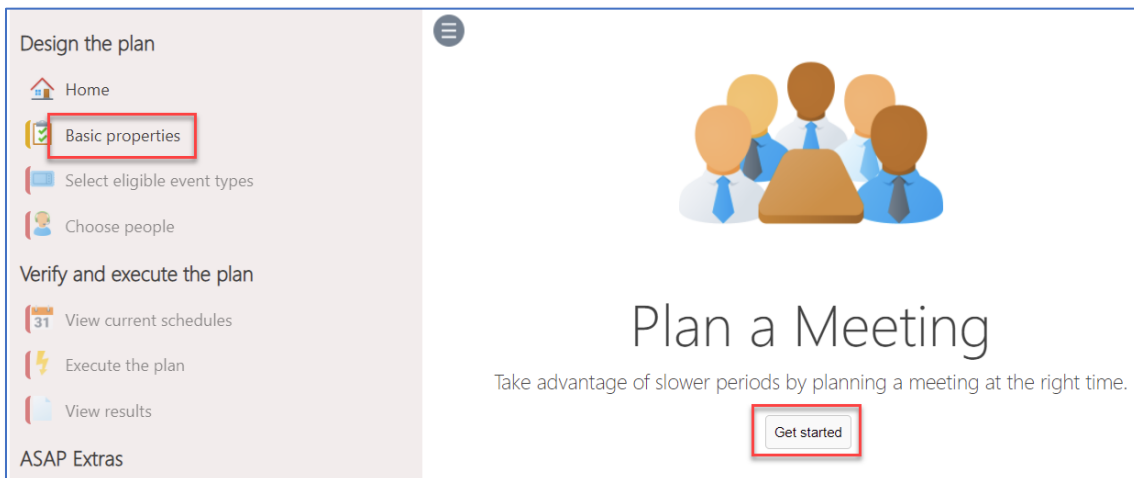 Design the plan
Home
Basic properties
Select eligible event types
Choose people
Verify and execute the plan
31
View current schedules
Execute the plan
View results
ASAP Extras
Plan a Meeting
Take advantage of slower periods by planning a meeting at the right time.
Get started